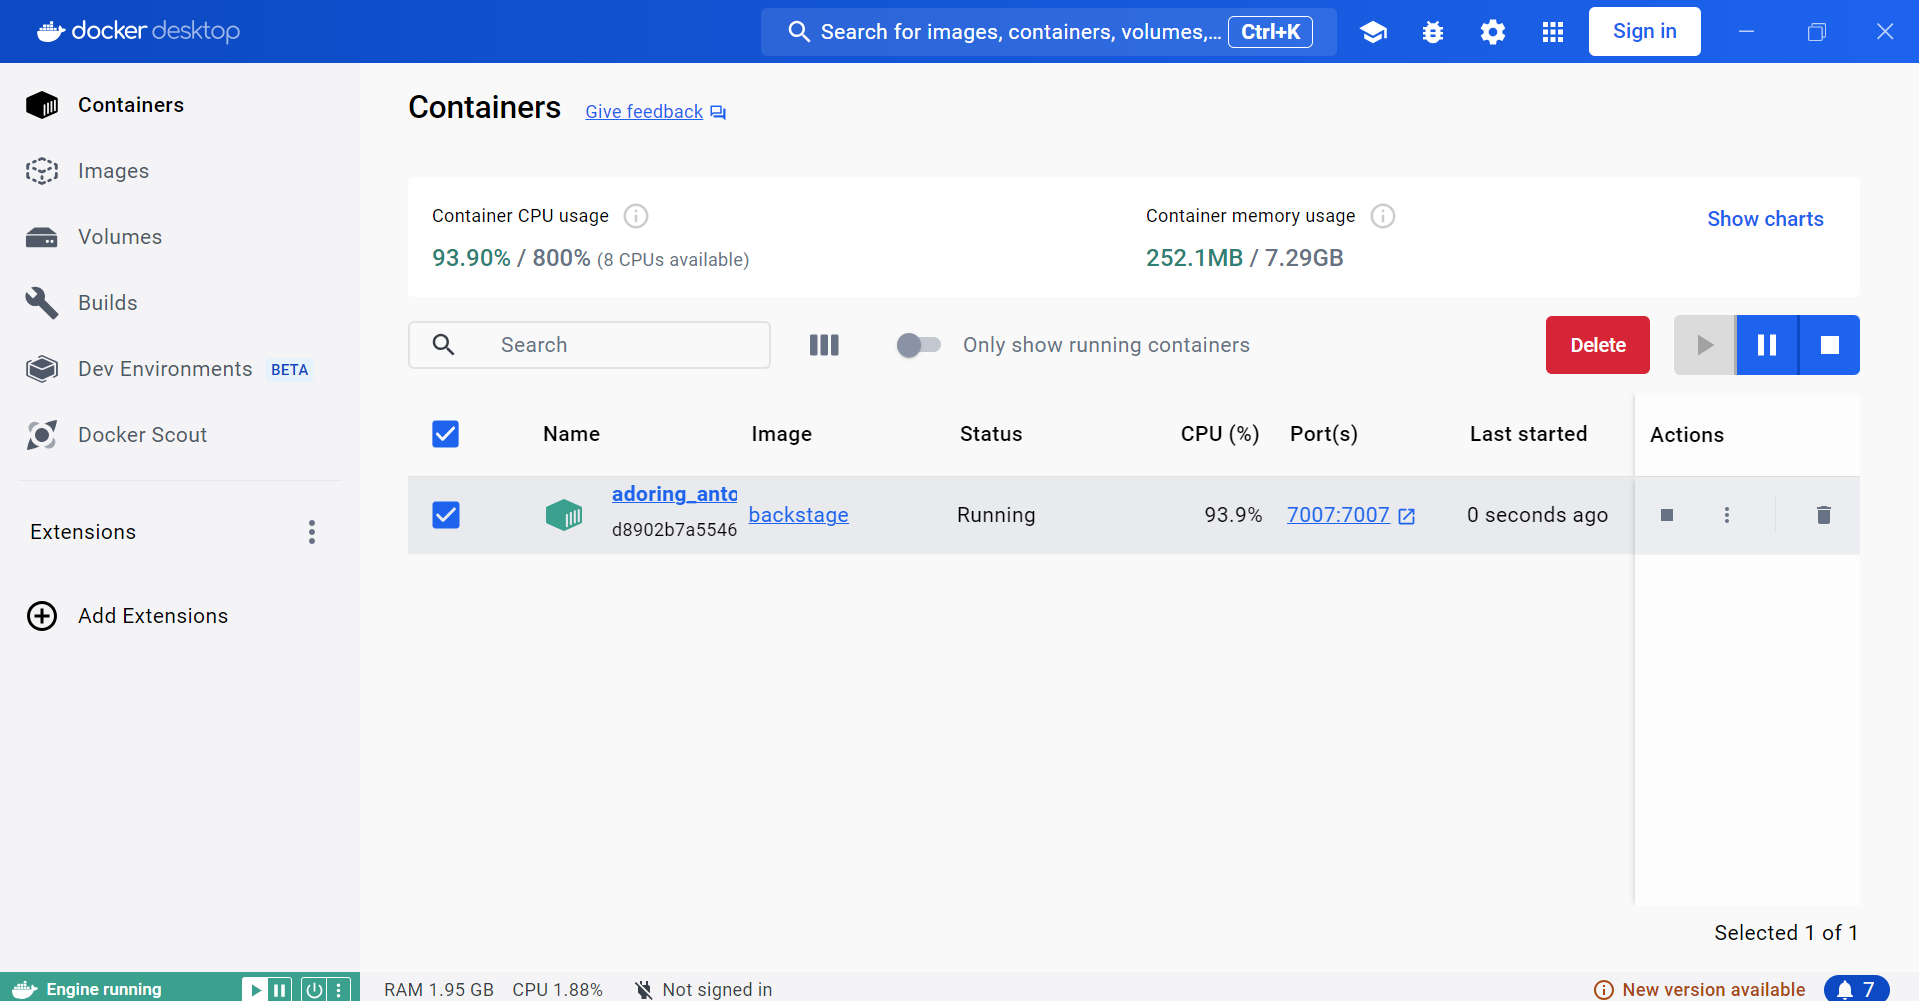 docker desktop
Search for images, containers, volumes,... Ctrl+K
Sign in
Containers
Images
Volumes
Builds
Dev Environments BETA
Docker Scout
Extensions
Add Extensions
Containers Give feedback
Container CPU usage
93.90% / 800% (8 CPUs available)
Container memory usage
252.1MB / 7.29GB
Show charts
Search
Only show running containers
Delete
Name Image Status CPU (%) Port(s) Last started Actions
adoring_anto
d8902b7a5546
backstage Running 93.9% 7007:7007 0 seconds ago
Selected 1 of 1
Engine running
RAM 1.95 GB CPU 1.88% Not signed in
New version available 7